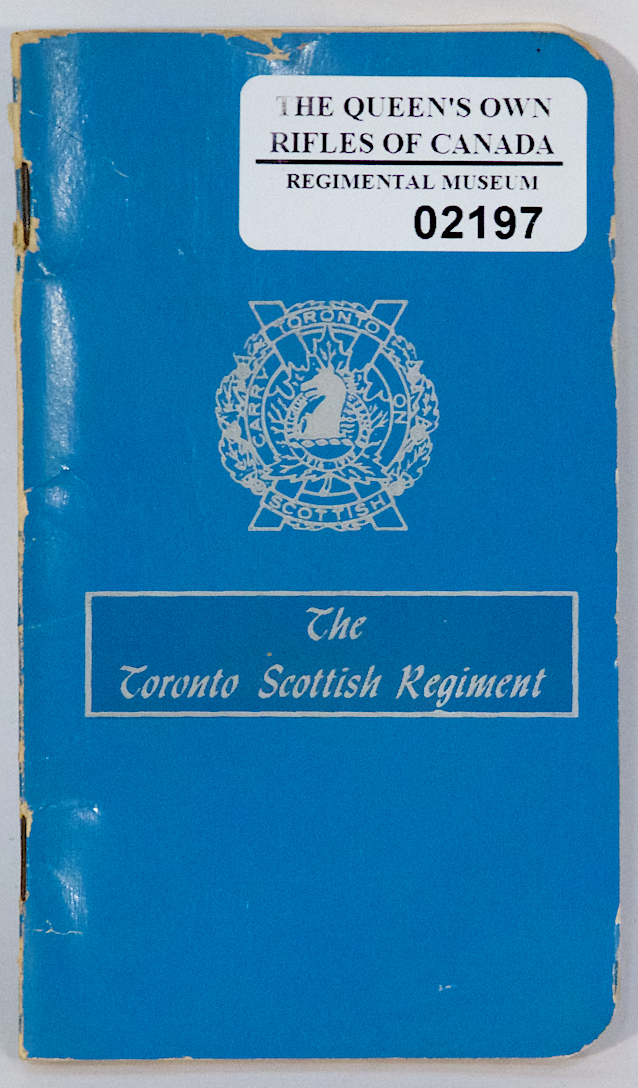 THE QUEEN'S OWN
RIFLES OF CANADA
REGIMENTAL MUSEUM
02197
TORONTO
CARRY
ON
SCOTTISH
The
Toronto Scottish Regiment